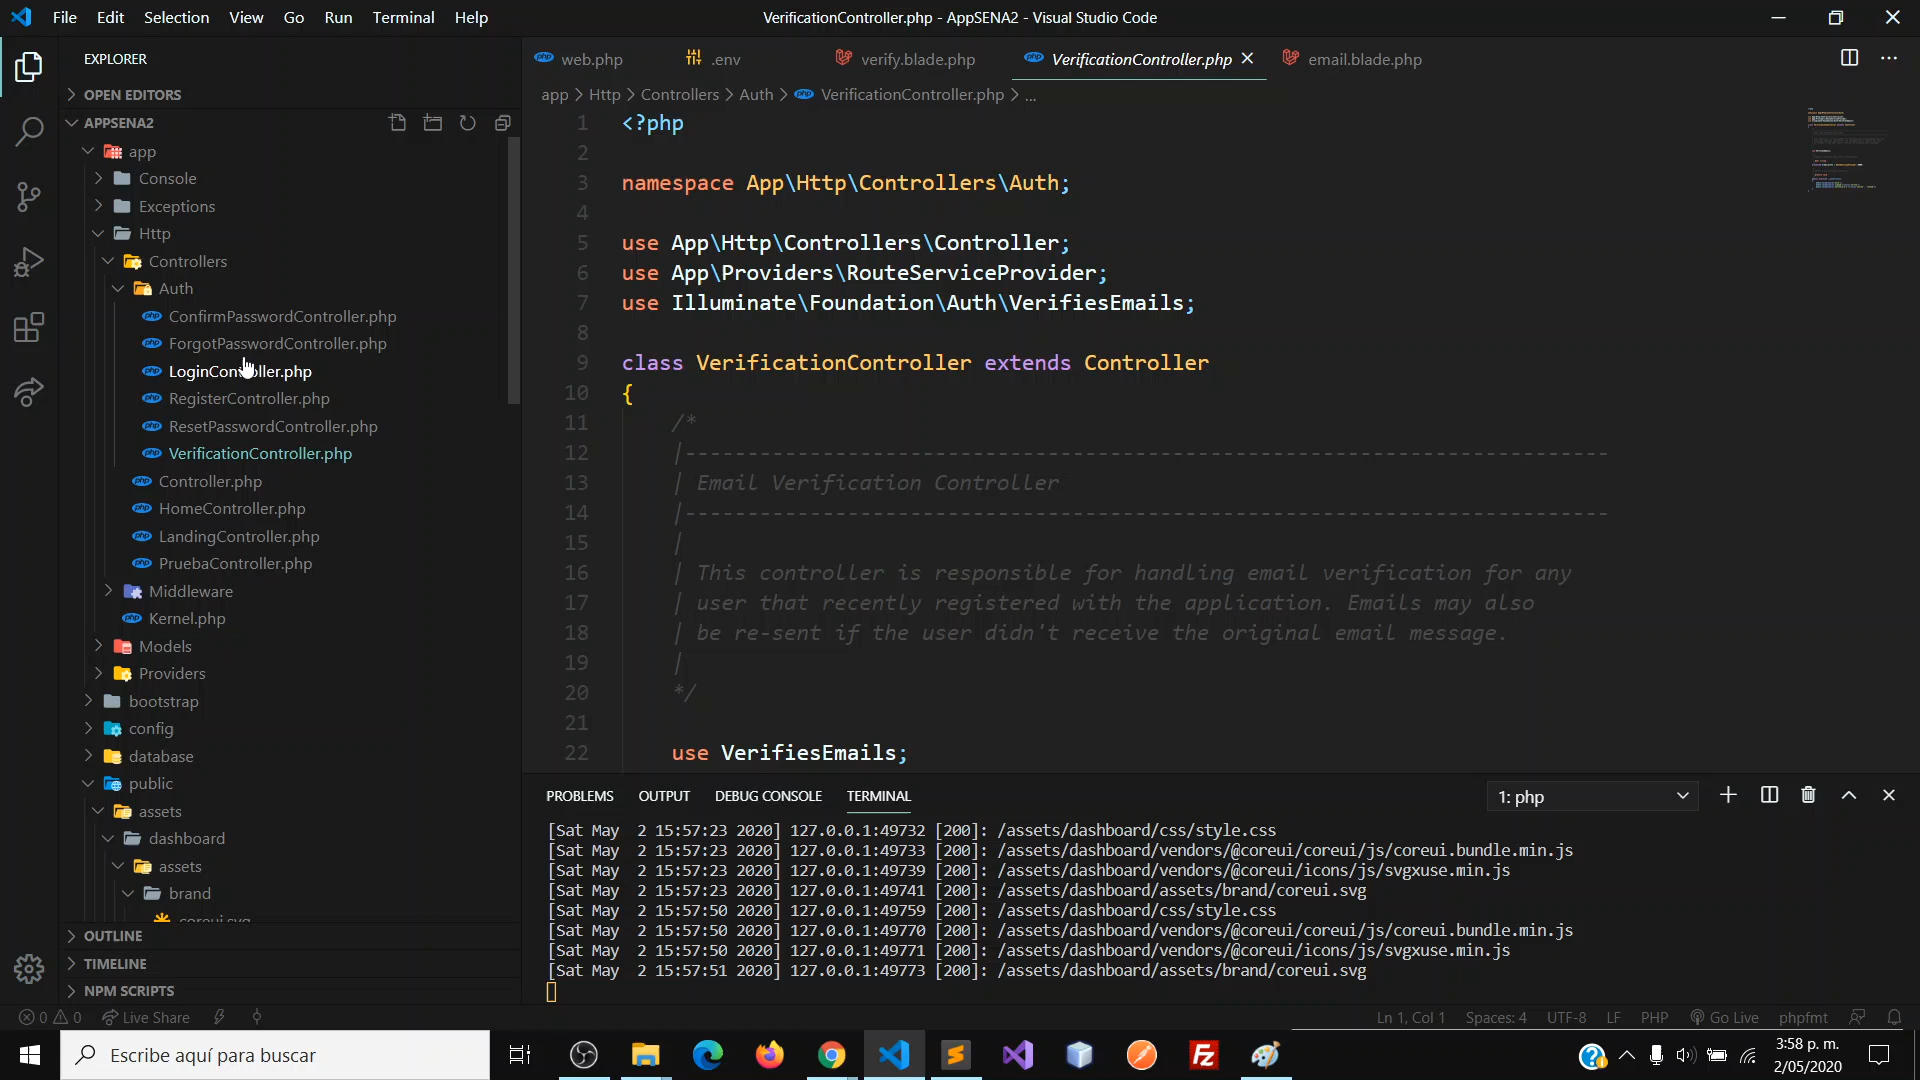 File Edit Selection View Go Run Terminal Help
VerificationController.php - AppSENA2 - Visual Studio Code
EXPLORER
OPEN EDITORS
APPSENA2
app
Console
Exceptions
Http
Controllers
Auth
ConfirmPasswordController.php
ForgotPasswordController.php
LoginController.php
RegisterController.php
ResetPasswordController.php
VerificationController.php
Controller.php
HomeController.php
LandingController.php
PruebaController.php
Middleware
Kernel.php
Models
Providers
bootstrap
config
database
public
assets
dashboard
assets
brand
coreui.svg
OUTLINE
TIMELINE
NPM SCRIPTS
web.php .env verify.blade.php VerificationController.php email.blade.php
app > Http > Controllers > Auth > VerificationController.php > ...
1 <?php
2
3 namespace App\Http\Controllers\Auth;
4
5 use App\Http\Controllers\Controller;
6 use App\Providers\RouteServiceProvider;
7 use Illuminate\Foundation\Auth\VerifiesEmails;
8
9 class VerificationController extends Controller
10 {
11 /*
12 |--------------------------------------------------------------------------
13 | Email Verification Controller
14 |--------------------------------------------------------------------------
15 |
16 | This controller is responsible for handling email verification for any
17 | user that recently registered with the application. Emails may also
18 | be re-sent if the user didn't receive the original email message.
19 |
20 */
21
22 use VerifiesEmails;
PROBLEMS OUTPUT DEBUG CONSOLE TERMINAL
1: php
[Sat May  2 15:57:23 2020] 127.0.0.1:49732 [200]: /assets/dashboard/css/style.css
[Sat May  2 15:57:23 2020] 127.0.0.1:49733 [200]: /assets/dashboard/vendors/@coreui/coreui/js/coreui.bundle.min.js
[Sat May  2 15:57:23 2020] 127.0.0.1:49739 [200]: /assets/dashboard/vendors/@coreui/icons/js/svgxuse.min.js
[Sat May  2 15:57:23 2020] 127.0.0.1:49741 [200]: /assets/dashboard/assets/brand/coreui.svg
[Sat May  2 15:57:50 2020] 127.0.0.1:49759 [200]: /assets/dashboard/css/style.css
[Sat May  2 15:57:50 2020] 127.0.0.1:49770 [200]: /assets/dashboard/vendors/@coreui/coreui/js/coreui.bundle.min.js
[Sat May  2 15:57:50 2020] 127.0.0.1:49771 [200]: /assets/dashboard/vendors/@coreui/icons/js/svgxuse.min.js
[Sat May  2 15:57:51 2020] 127.0.0.1:49773 [200]: /assets/dashboard/assets/brand/coreui.svg
0 0 Live Share
Ln 1, Col 1 Spaces: 4 UTF-8 LF PHP Go Live phpfmt
Escribe aquí para buscar
3:58 p. m.
2/05/2020